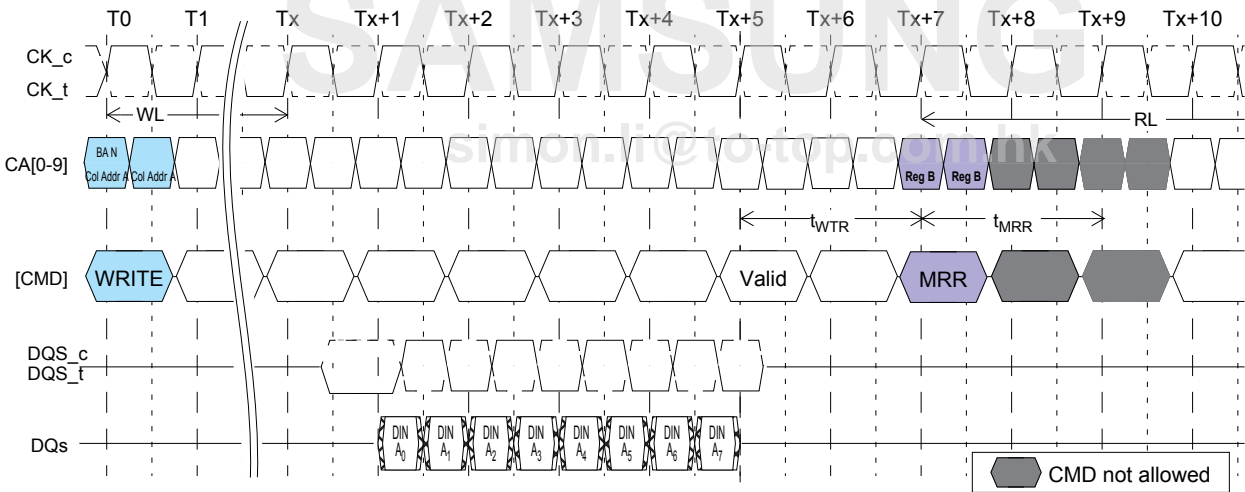 T0 T1 Tx Tx+1 Tx+2 Tx+3 Tx+4 Tx+5 Tx+6 Tx+7 Tx+8 Tx+9 Tx+10
SAMSUNG
CK_c
CK_t
WL
RL
simon.li@to-top.com.hk
CA[0-9]
BA N
Col Addr A
Col Addr A
Reg B
Reg B
tWTR
tMRR
[CMD]
WRITE
Valid
MRR
DQS_c
DQS_t
DQs
DIN A0
DIN A1
DIN A2
DIN A3
DIN A4
DIN A5
DIN A6
DIN A7
CMD not allowed